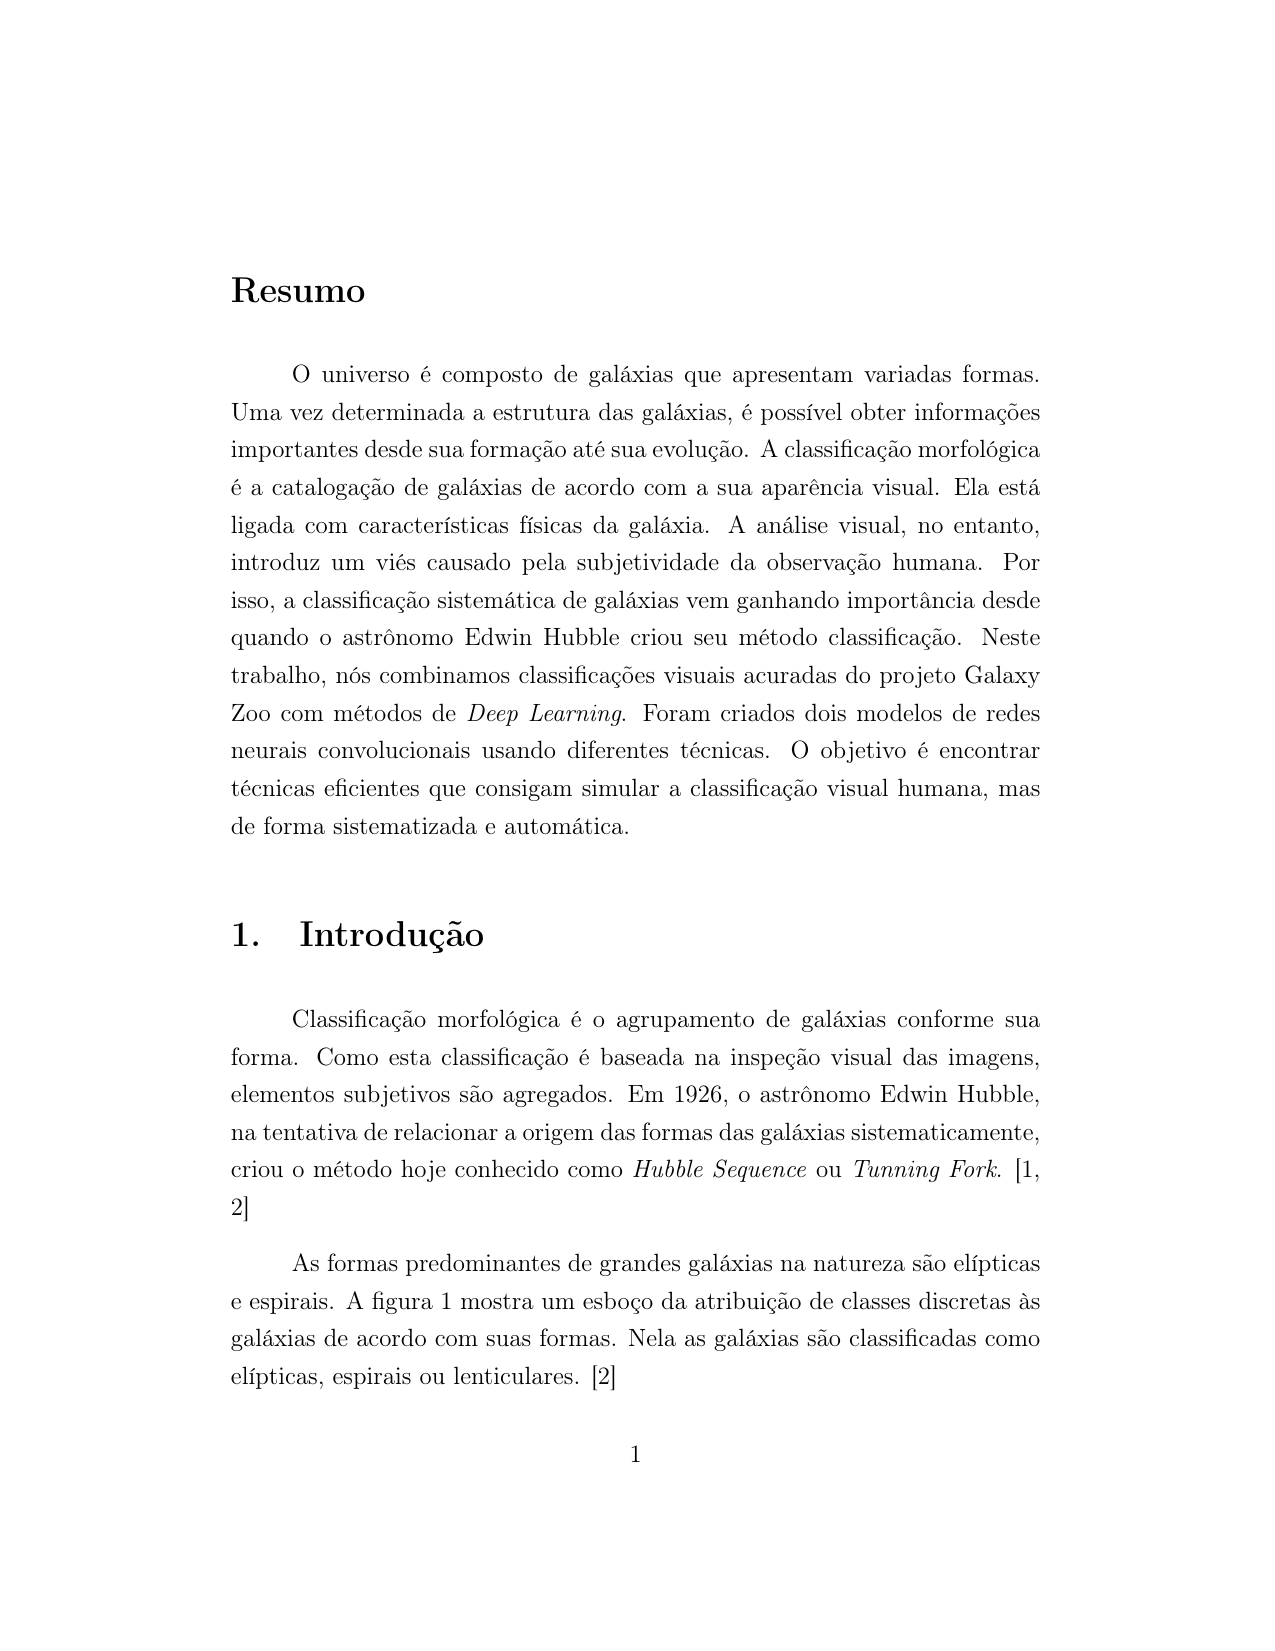 Resumo
O universo é composto de galáxias que apresentam variadas formas.
Uma vez determinada a estrutura das galáxias, é possível obter informações
importantes desde sua formação até sua evolução. A classificação morfológica
é a catalogação de galáxias de acordo com a sua aparência visual. Ela está
ligada com características físicas da galáxia. A análise visual, no entanto,
introduz um viés causado pela subjetividade da observação humana. Por
isso, a classificação sistemática de galáxias vem ganhando importância desde
quando o astrônomo Edwin Hubble criou seu método classificação. Neste
trabalho, nós combinamos classificações visuais acuradas do projeto Galaxy
Zoo com métodos de Deep Learning. Foram criados dois modelos de redes
neurais convolucionais usando diferentes técnicas. O objetivo é encontrar
técnicas eficientes que consigam simular a classificação visual humana, mas
de forma sistematizada e automática.
1. Introdução
Classificação morfológica é o agrupamento de galáxias conforme sua
forma. Como esta classificação é baseada na inspeção visual das imagens,
elementos subjetivos são agregados. Em 1926, o astrônomo Edwin Hubble,
na tentativa de relacionar a origem das formas das galáxias sistematicamente,
criou o método hoje conhecido como Hubble Sequence ou Tunning Fork. [1,
2]
As formas predominantes de grandes galáxias na natureza são elípticas
e espirais. A figura 1 mostra um esboço da atribuição de classes discretas às
galáxias de acordo com suas formas. Nela as galáxias são classificadas como
elípticas, espirais ou lenticulares. [2]
1